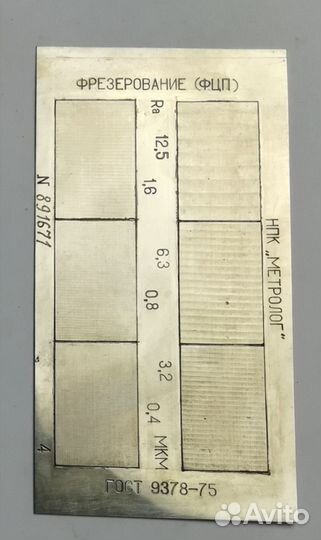 ФРЕЗЕРОВАНИЕ (ФЦП)
Ra
12,5
1,6
6,3
0,8
3,2
0,4 МКМ
N 891671
4
НПК „МЕТРОЛОГ"
ГОСТ 9378-75
Avito